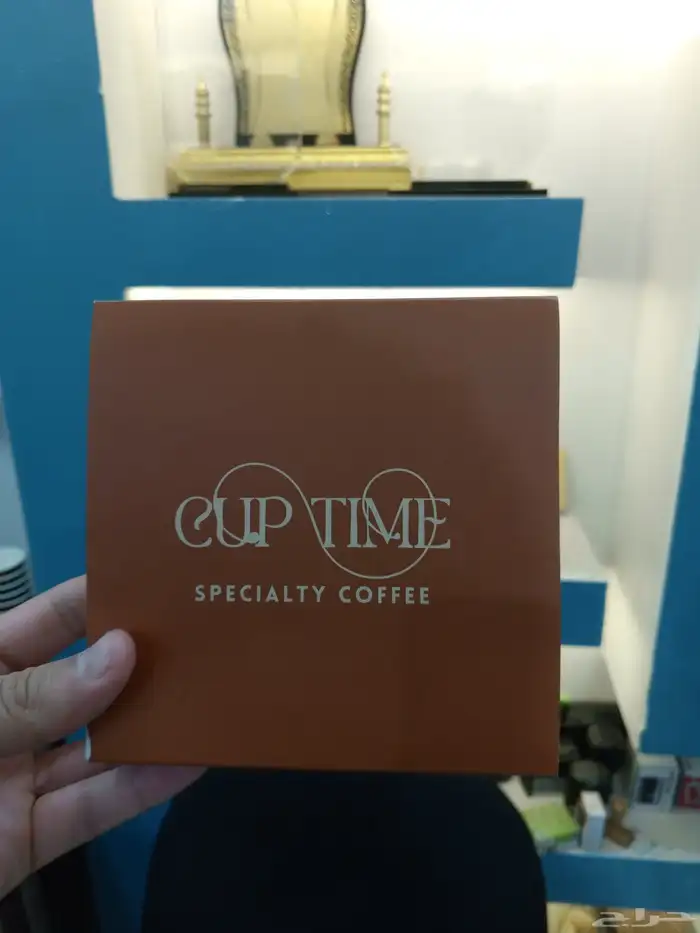 CUP TIME
SPECIALTY COFFEE
حراج